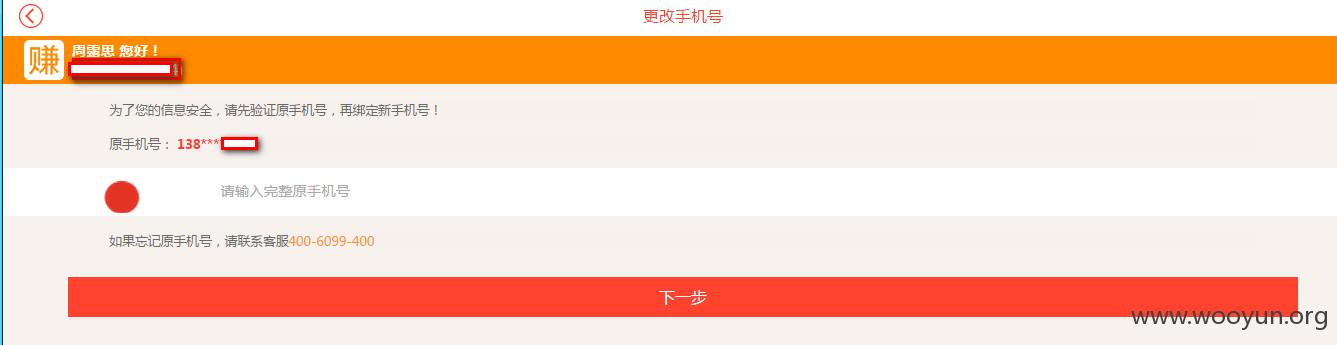 更改手机号
赚
周霭思 您好！
为了您的信息安全，请先验证原手机号，再绑定新手机号！
原手机号： 138****
请输入完整原手机号
如果忘记原手机号，请联系客服400-6099-400
下一步
www.wooyun.org